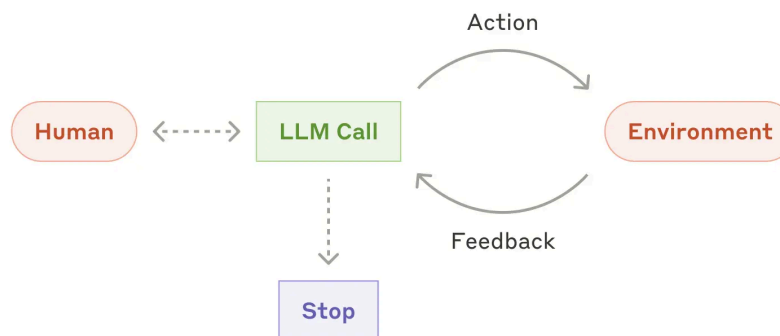 Action
Human
LLM Call
Environment
Feedback
Stop